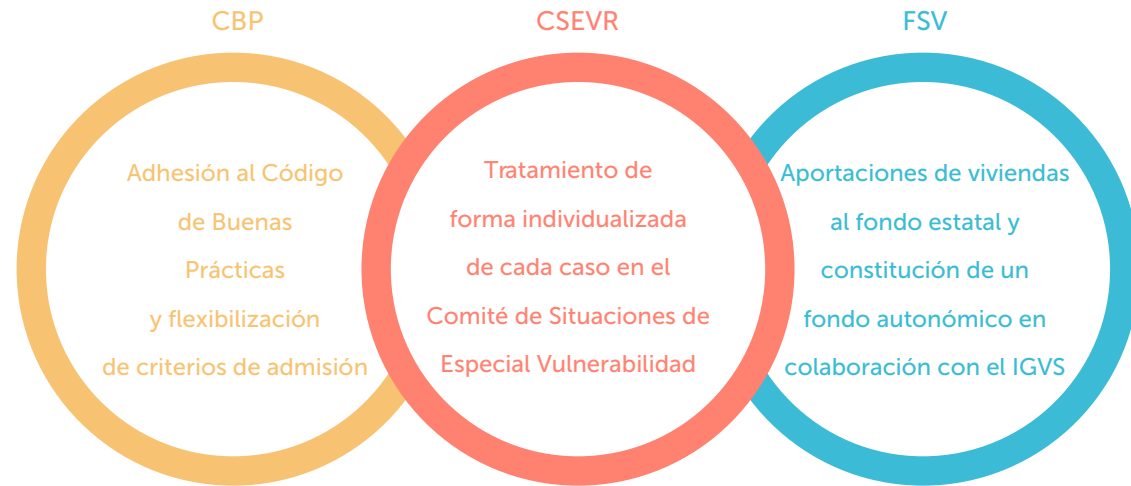 CBP
Adhesión al Código
de Buenas
Prácticas
y flexibilización
de criterios de admisión
CSEVR
Tratamiento de
forma individualizada
de cada caso en el
Comité de Situaciones de
Especial Vulnerabilidad
FSV
Aportaciones de viviendas
al fondo estatal y
constitución de un
fondo autonómico en
colaboración con el IGVS